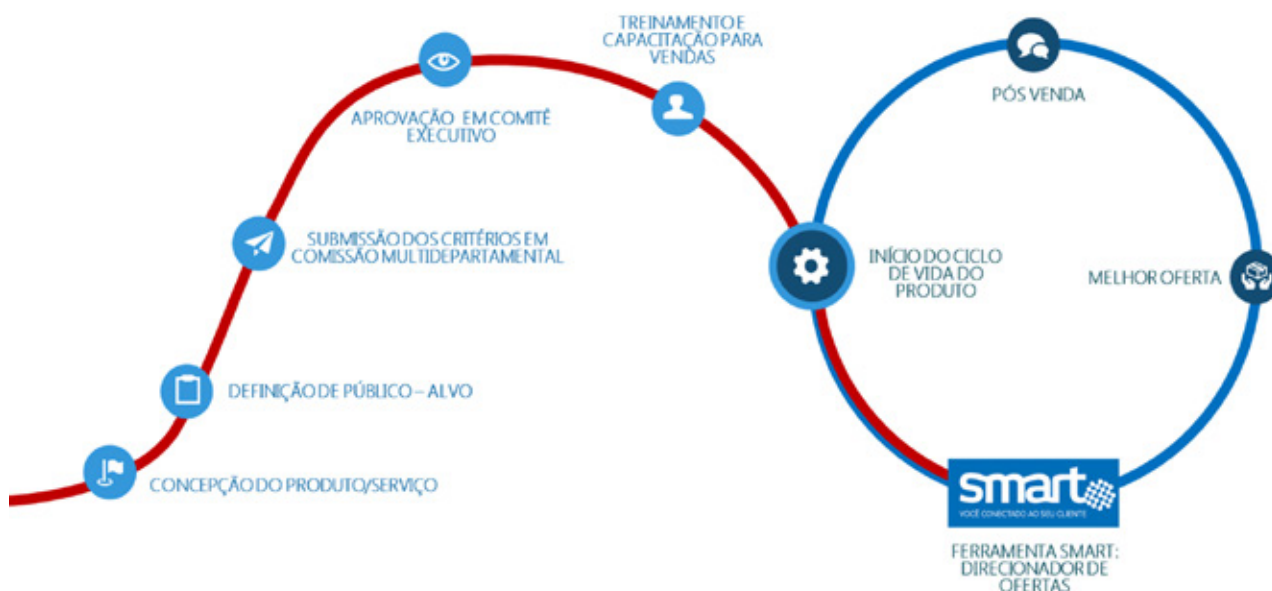 TREINAMENTO E
CAPACITAÇÃO PARA
VENDAS
APROVAÇÃO EM COMITÊ
EXECUTIVO
SUBMISSÃO DOS CRITÉRIOS EM
COMISSÃO MULTIDEPARTAMENTAL
DEFINIÇÃO DE PÚBLICO – ALVO
CONCEPÇÃO DO PRODUTO/SERVIÇO
PÓS VENDA
INÍCIO DO CICLO
DE VIDA DO
PRODUTO
MELHOR OFERTA
smart
VOCÊ CONECTADO AO SEU CLIENTE
FERRAMENTA SMART:
DIRECIONADOR DE
OFERTAS